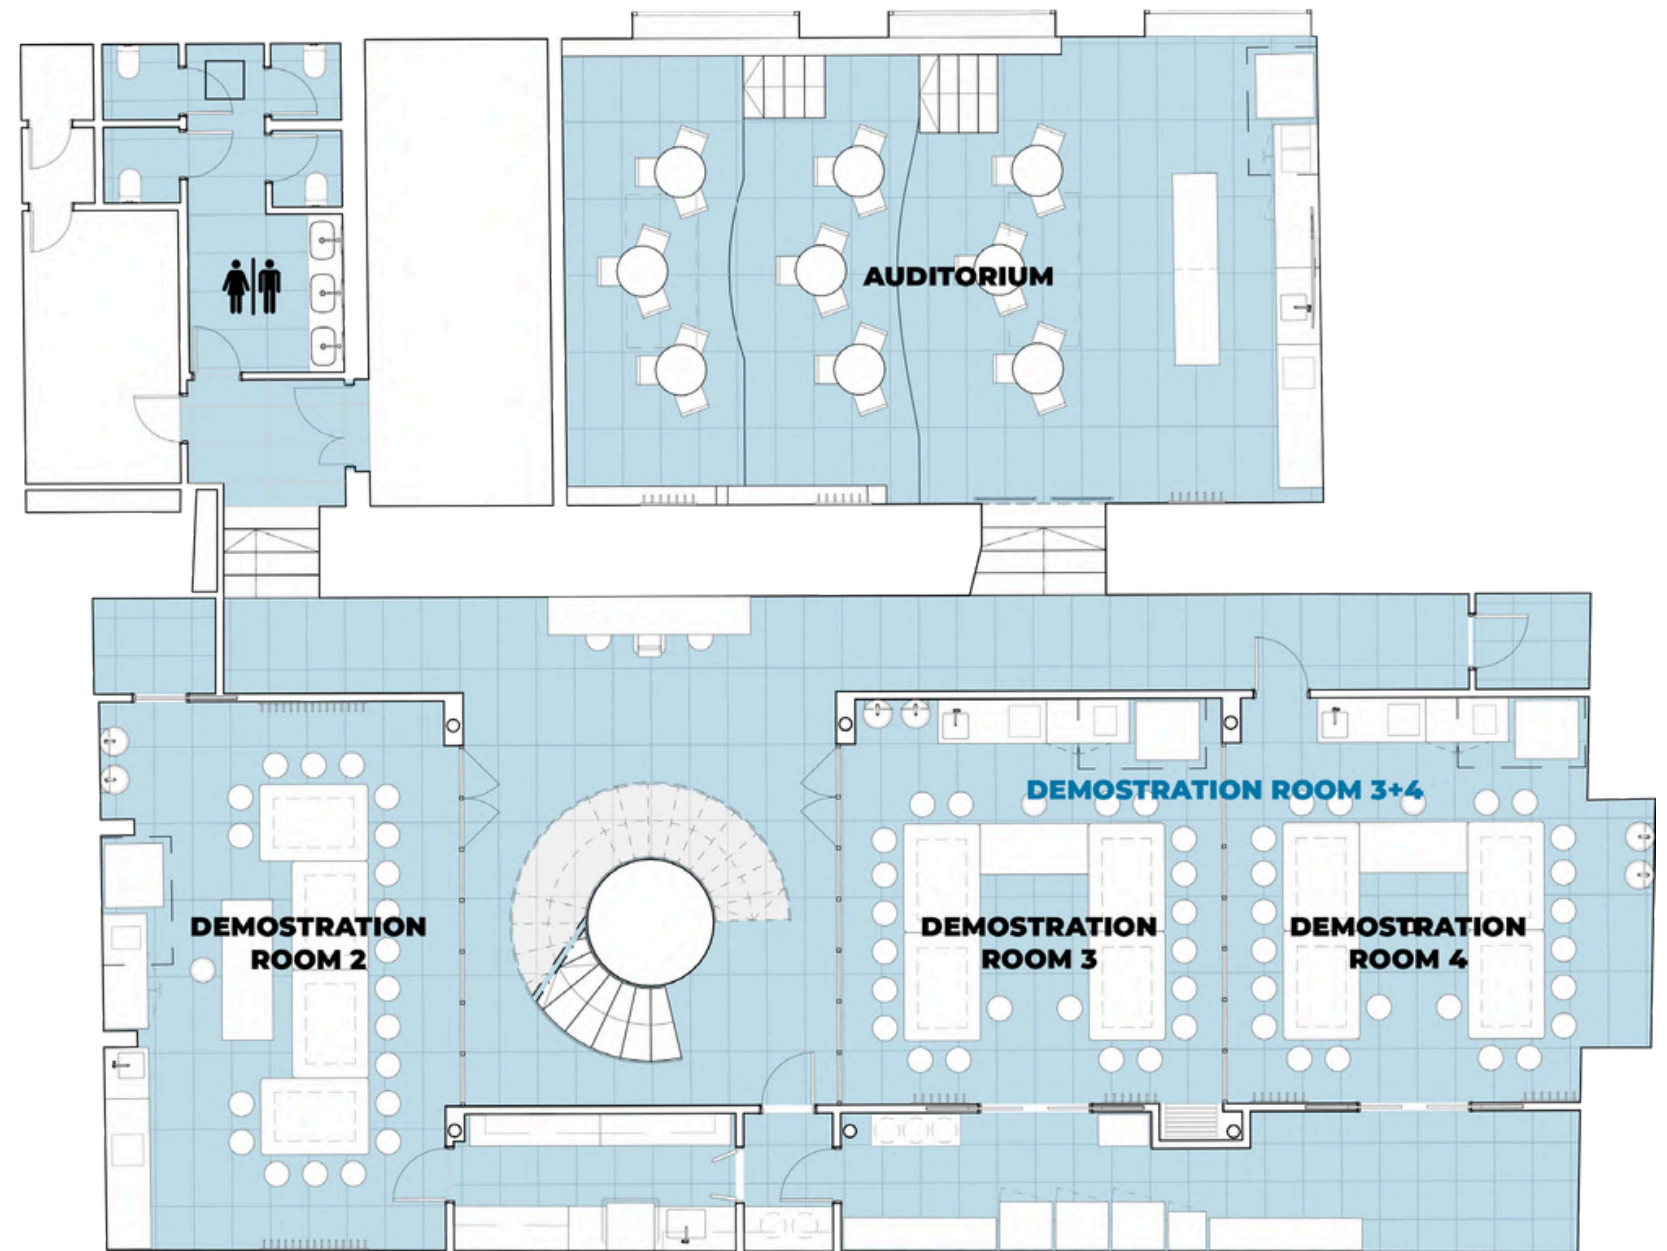 AUDITORIUM
DEMOSTRATION ROOM 3+4
DEMOSTRATION
ROOM 2
DEMOSTRATION
ROOM 3
DEMOSTRATION
ROOM 4